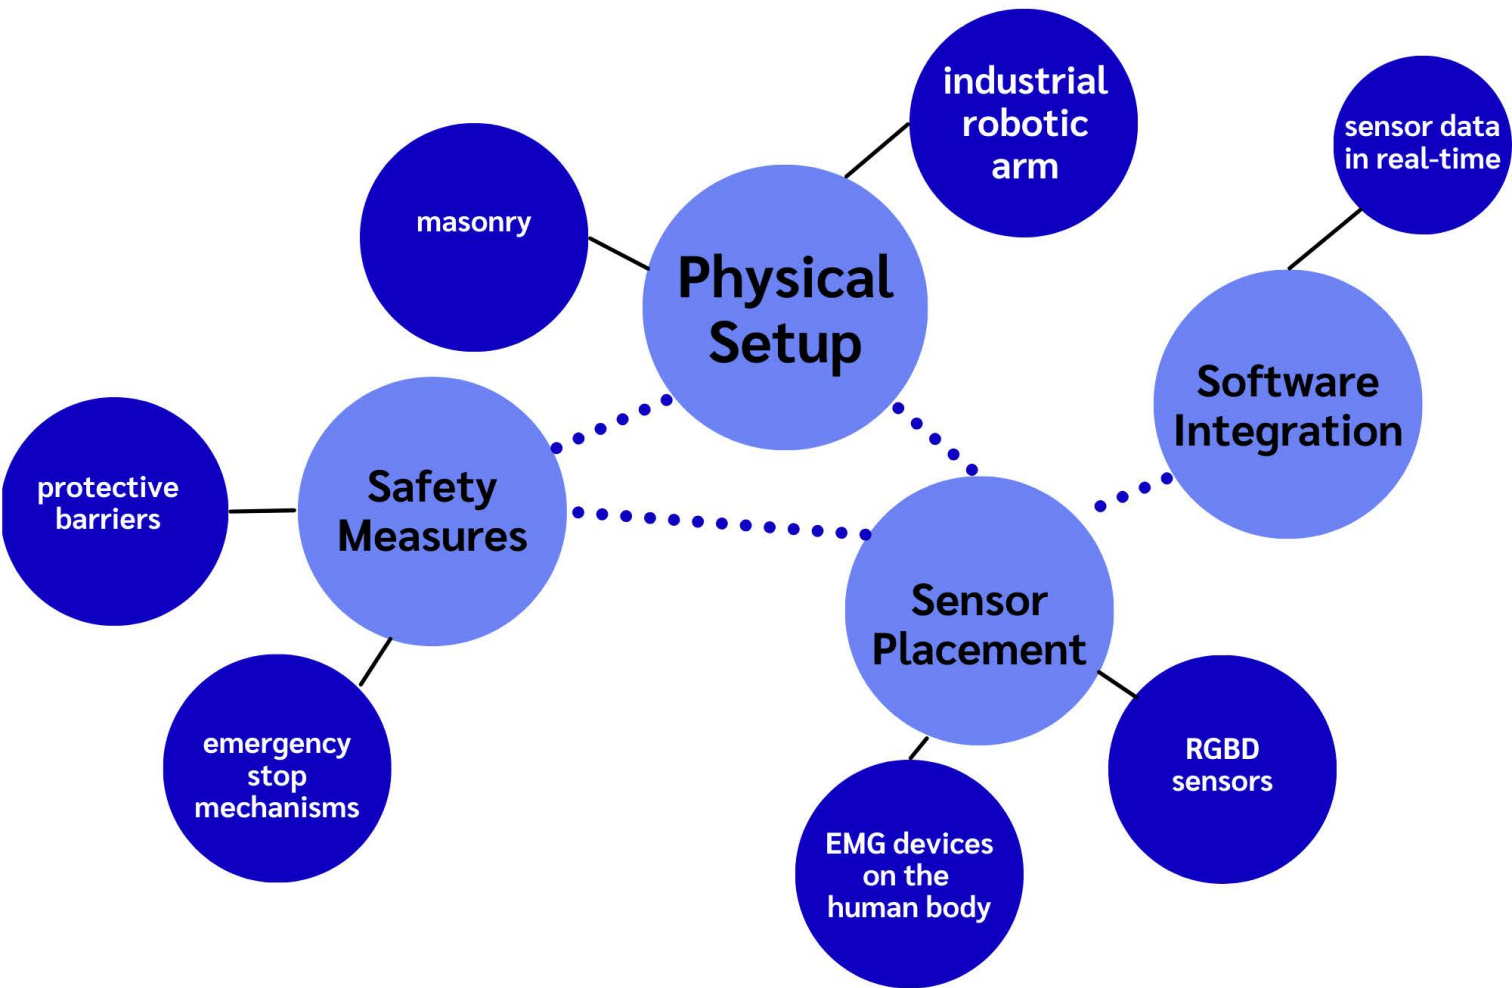 industrial
robotic
arm
sensor data
in real-time
masonry
Physical
Setup
Software
Integration
protective
barriers
Safety
Measures
Sensor
Placement
emergency
stop
mechanisms
RGBD
sensors
EMG devices
on the
human body